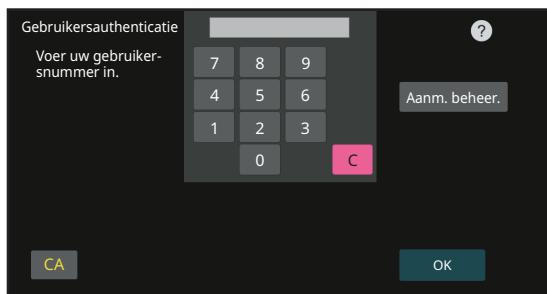 Gebruikersauthenticatie
?
Voer uw gebruiker-
snummer in.
7 8 9
4 5 6
Aanm. beheer.
1 2 3
0 C
CA
OK